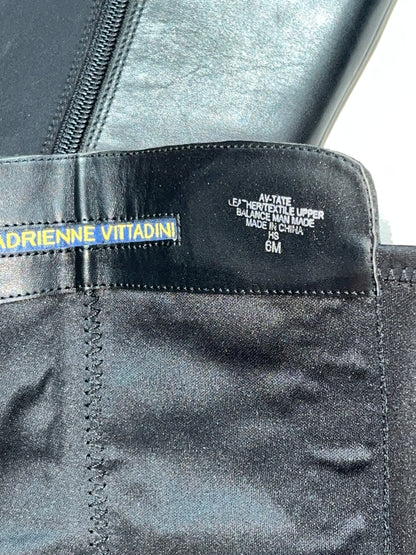 ADRIENNE VITTADINI
AV-TATE
LEATHER/TEXTILE UPPER
BALANCE MAN MADE
MADE IN CHINA
HS
6M